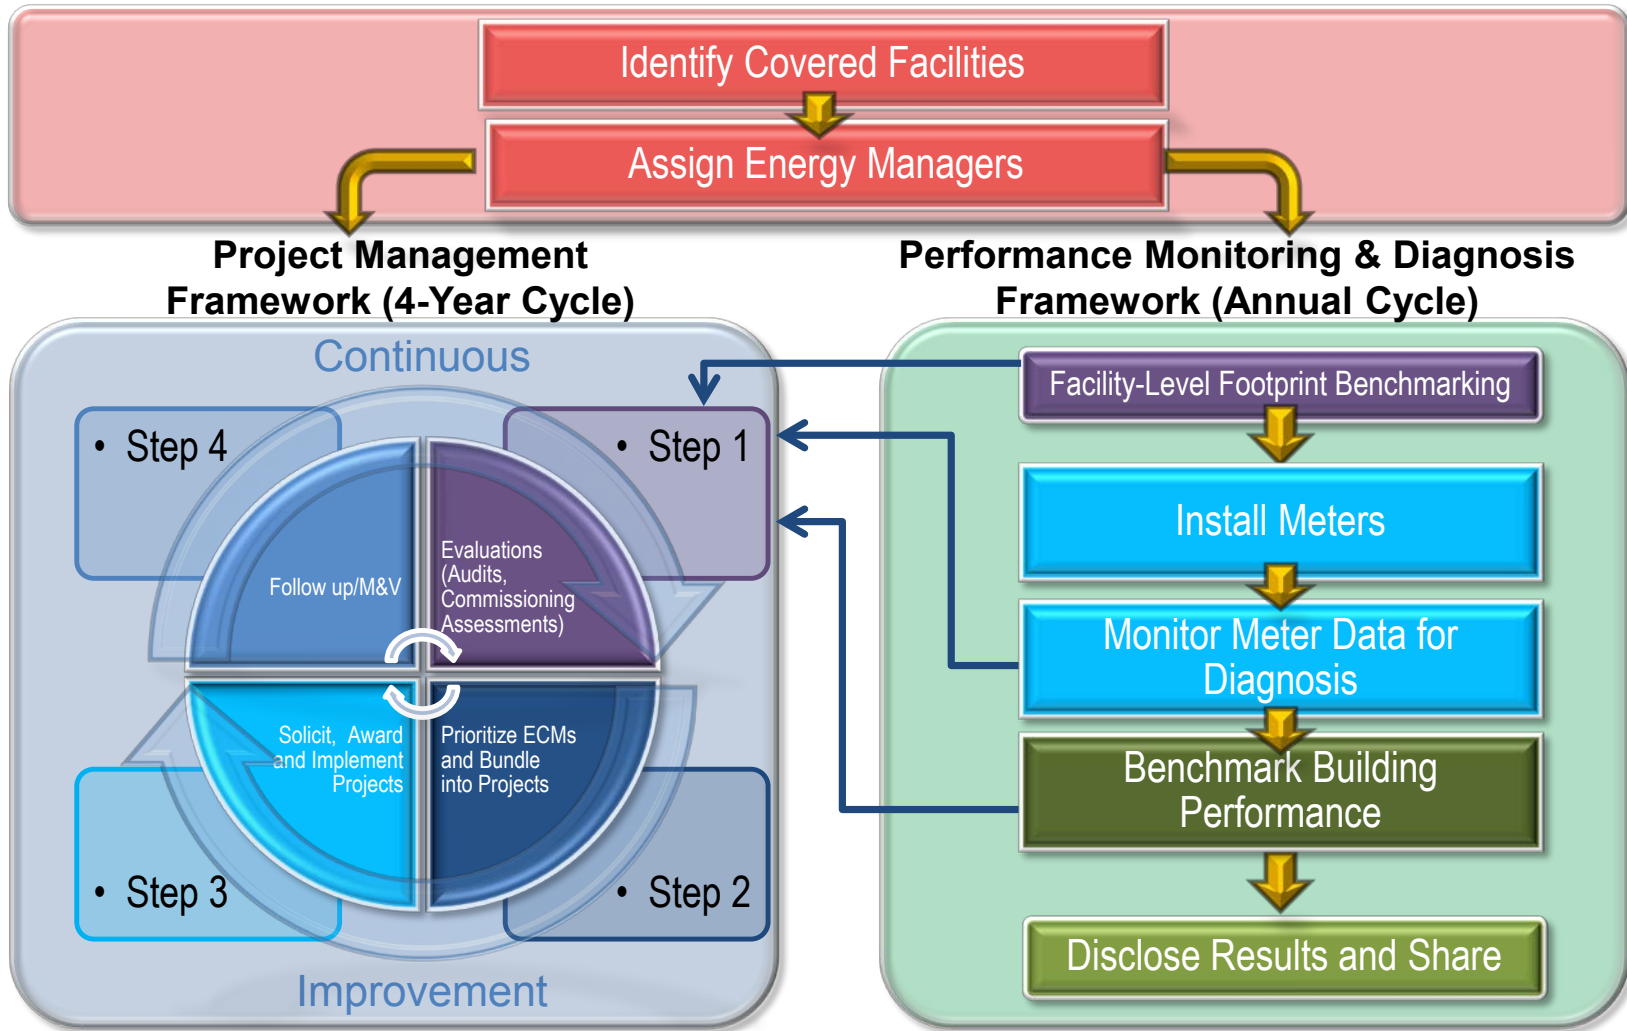 Identify Covered Facilities
Assign Energy Managers
Project Management
Framework (4-Year Cycle)
Continuous
• Step 4
• Step 1
Follow up/M&V
Evaluations
(Audits,
Commissioning
Assessments)
Solicit, Award
and Implement
Projects
Prioritize ECMs
and Bundle
into Projects
• Step 3
• Step 2
Improvement
Performance Monitoring & Diagnosis
Framework (Annual Cycle)
Facility-Level Footprint Benchmarking
Install Meters
Monitor Meter Data for
Diagnosis
Benchmark Building
Performance
Disclose Results and Share